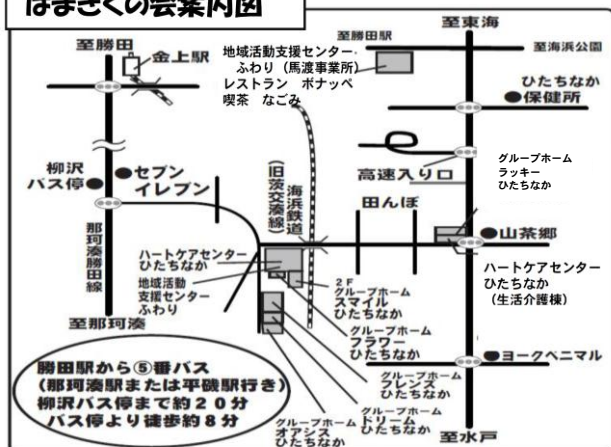 はまぎくの会案内図
至勝田
金上駅
地域活動支援センター
ふわり（馬渡事業所）
レストラン　ボナッペ
喫茶　なごみ
至勝田駅
至東海
至海浜公園
ひたちなか
●保健所
グループホーム
ラッキー
ひたちなか
高速入り口
柳沢
バス停●
●セブン
イレブン
海浜鉄道
（旧茨交湊線）
田んぼ
●山茶郷
那珂湊勝田線
ハートケアセンター
ひたちなか
地域活動
支援センター
ふわり
２Ｆ
グループホーム
スマイル
ひたちなか
ハートケアセンター
ひたちなか
（生活介護棟）
至那珂湊
グループホーム
フラワー
ひたちなか
●ヨークベニマル
グループホーム
フレンズ
ひたちなか
グループホーム
ドリーム
ひたちなか
グループホーム
オアシス
ひたちなか
至水戸
勝田駅から⑤番バス
（那珂湊駅または平磯駅行き）
柳沢バス停まで約２０分
バス停より徒歩約８分